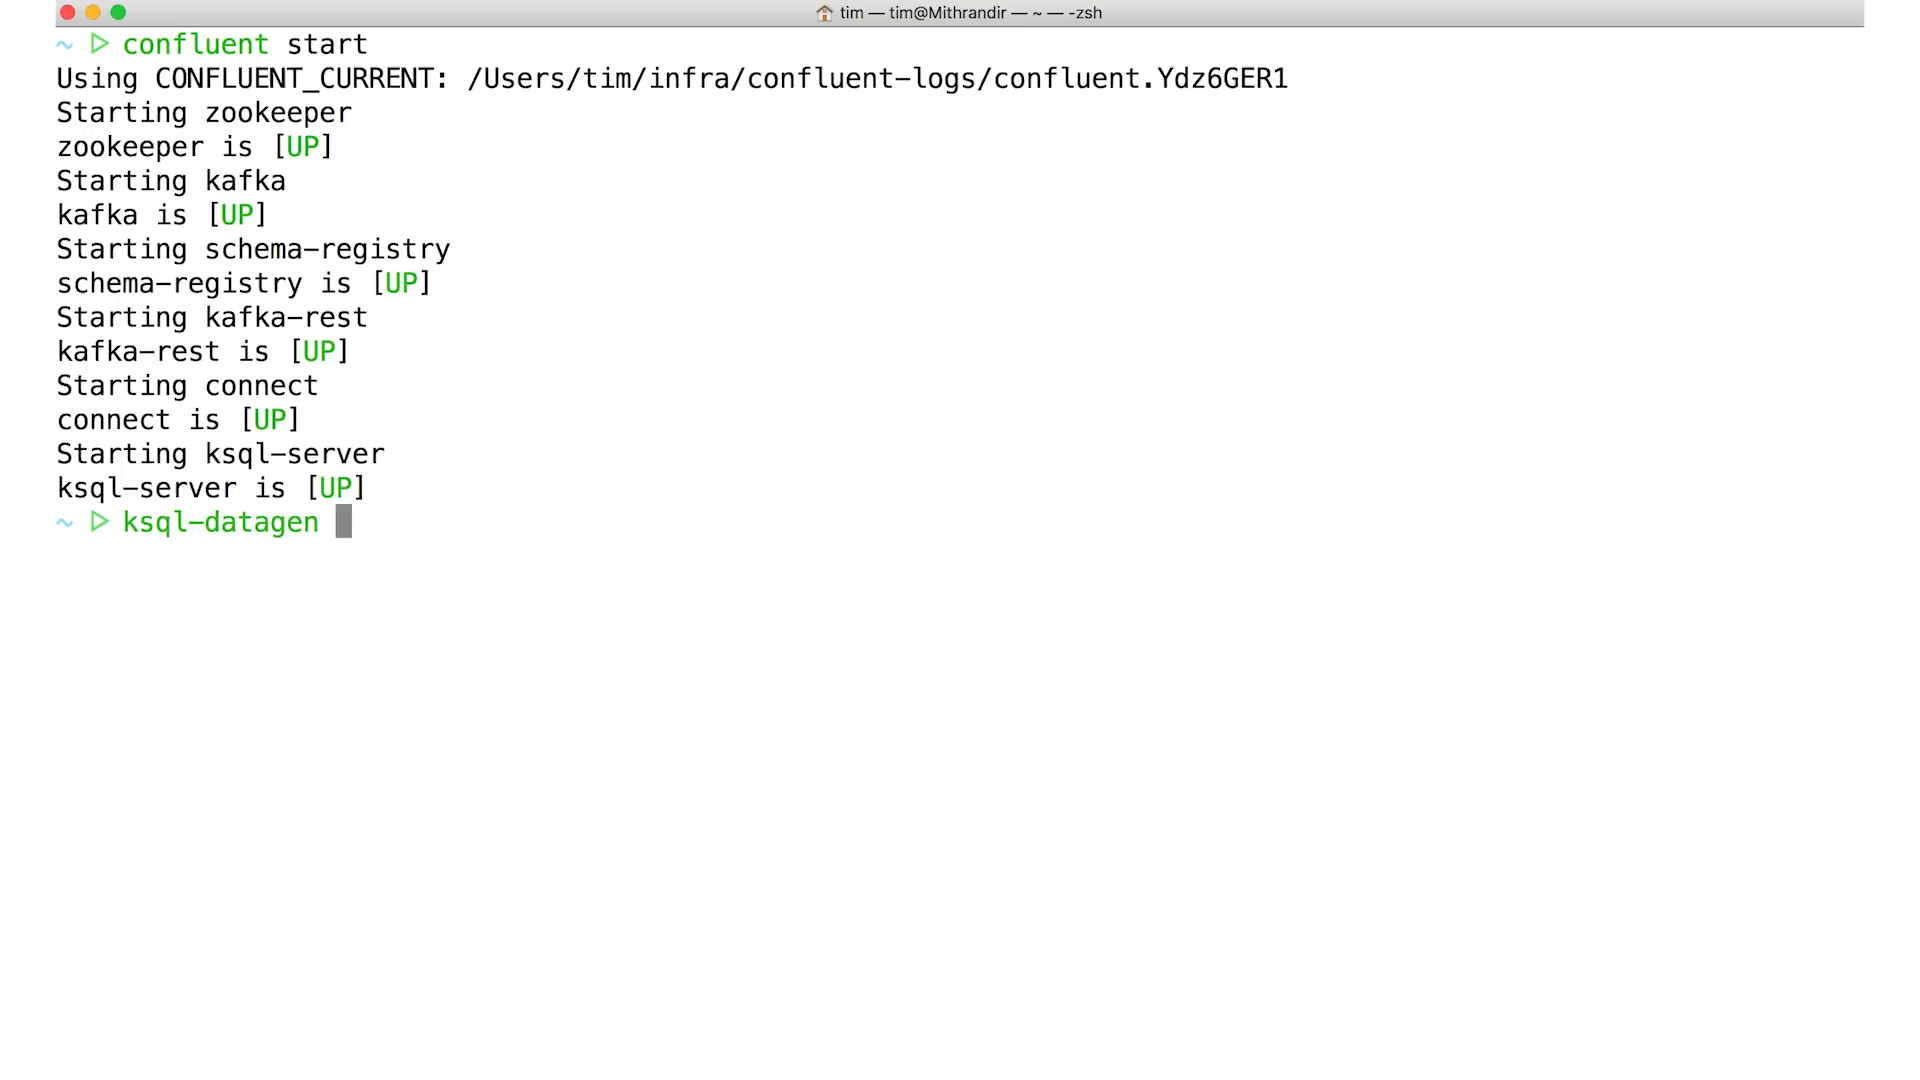 tim — tim@Mithrandir — ~ — -zsh
~ ▷ confluent start
Using CONFLUENT_CURRENT: /Users/tim/infra/confluent-logs/confluent.Ydz6GER1
Starting zookeeper
zookeeper is [UP]
Starting kafka
kafka is [UP]
Starting schema-registry
schema-registry is [UP]
Starting kafka-rest
kafka-rest is [UP]
Starting connect
connect is [UP]
Starting ksql-server
ksql-server is [UP]
~ ▷ ksql-datagen